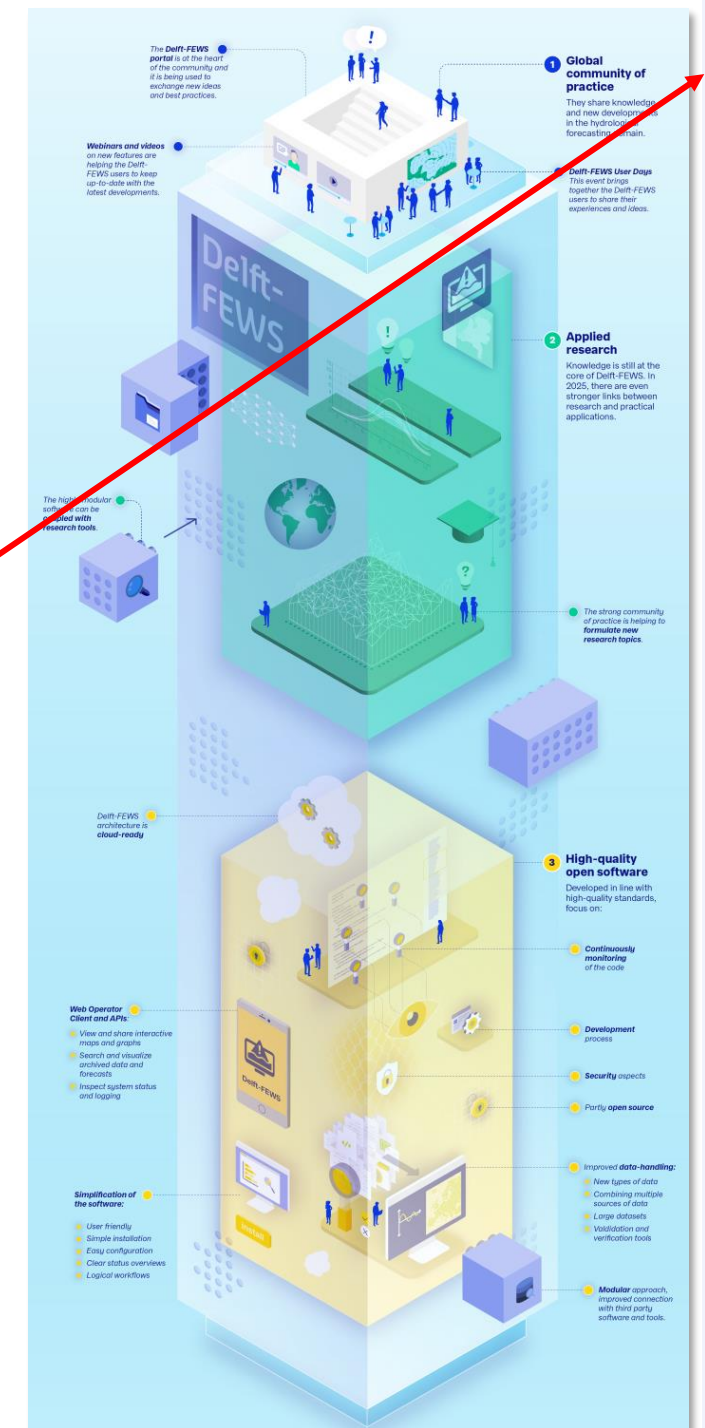 The Delft-FEWS
portal is at the heart
of the community and
it is being used to
exchange new ideas
and best practices.
!
1 Global
community of
practice
They share knowledge
and new developments
in the hydrological
forecasting domain.
Webinars and videos
on new features are
helping the Delft-
FEWS users to keep
up-to-date with the
latest developments.
Delft-FEWS User Days
This event brings
together the Delft-FEWS
users to share their
experiences and ideas.
Delft-
FEWS
!
2 Applied
research
Knowledge is still at the
core of Delft-FEWS. In
2025, there are even
stronger links between
research and practical
applications.
The highly modular
software can be
coupled with
research tools.
?
The strong community
of practice is helping to
formulate new
research topics.
Delft-FEWS
architecture is
cloud-ready
3 High-quality
open software
Developed in line with
high-quality standards,
focus on:
Continuously
monitoring
of the code
Web Operator
Client and APIs:
View and share interactive
maps and graphs
Search and visualize
archived data and
forecasts
Inspect system status
and logging
Delft-FEWS
Development
process
Security aspects
Partly open source
Improved data-handling:
New types of data
Combining multiple
sources of data
Large datasets
Valdidation and
verification tools
Simplification of
the software:
User friendly
Simple installation
Easy configuration
Clear status overviews
Logical workflows
Install
Modular approach,
improved connection
with third party
software and tools.